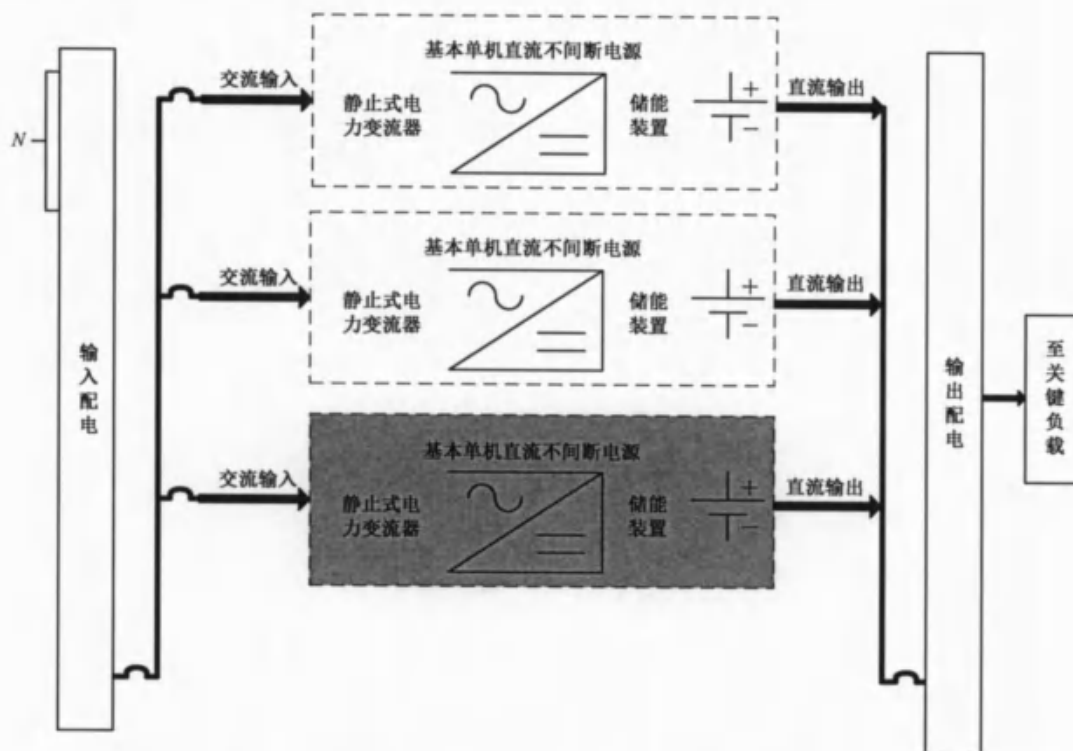 N
输入配电
交流输入
基本单机直流不间断电源
静止式电
力变流器
储能
装置
+
−
直流输出
交流输入
基本单机直流不间断电源
静止式电
力变流器
储能
装置
+
−
直流输出
交流输入
基本单机直流不间断电源
静止式电
力变流器
储能
装置
+
−
直流输出
输出配电
至关键负载